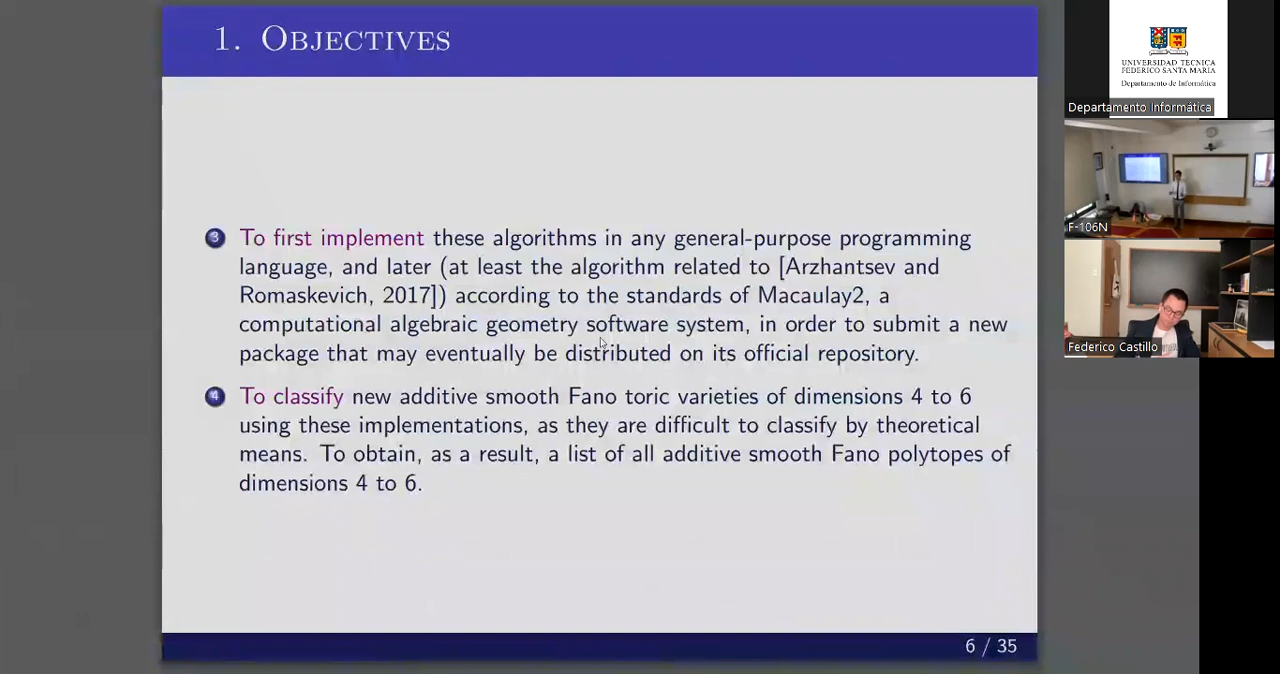 1. Objectives
3 To first implement these algorithms in any general-purpose programming
language, and later (at least the algorithm related to [Arzhantsev and
Romaskevich, 2017]) according to the standards of Macaulay2, a
computational algebraic geometry software system, in order to submit a new
package that may eventually be distributed on its official repository.
4 To classify new additive smooth Fano toric varieties of dimensions 4 to 6
using these implementations, as they are difficult to classify by theoretical
means. To obtain, as a result, a list of all additive smooth Fano polytopes of
dimensions 4 to 6.
6 / 35
UNIVERSIDAD TECNICA
FEDERICO SANTA MARIA
Departamento de Informática
Departamento Informática
F-106N
Federico Castillo